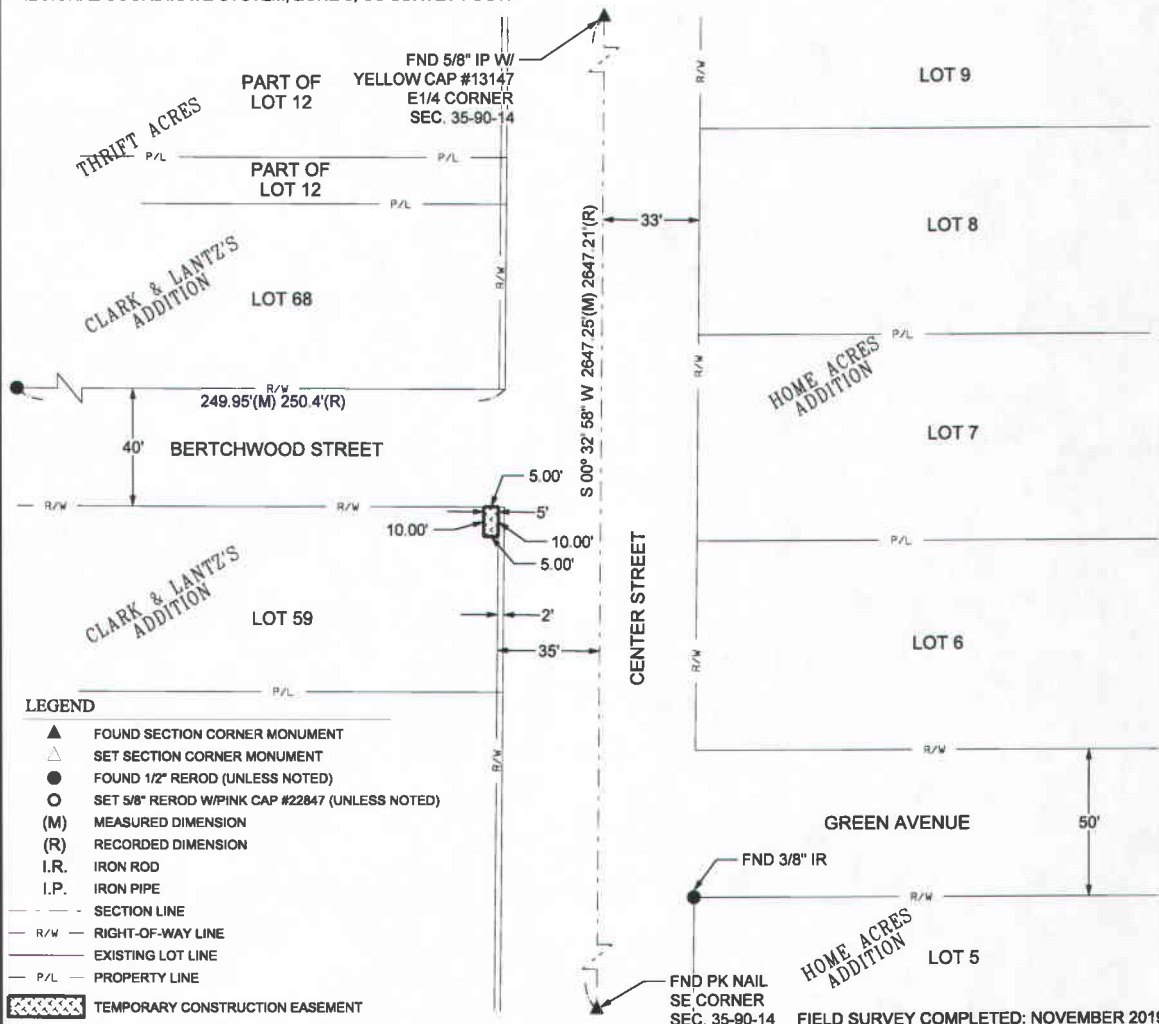 FND 5/8" IP W/
YELLOW CAP #13147
E1/4 CORNER
SEC. 35-90-14
PART OF
LOT 12
THRIFT ACRES
P/L
P/L
PART OF
LOT 12
P/L
R/W
LOT 9
33'
LOT 8
R/W
CLARK & LANTZ'S
ADDITION
LOT 68
S 00° 32' 58" W 2647.25'(M) 2647.21'(R)
P/L
R/W
HOME ACRES
ADDITION
R/W
249.95'(M) 250.4'(R)
40'
BERTCHWOOD STREET
LOT 7
5.00'
R/W
R/W
5'
10.00'
10.00'
5.00'
P/L
CENTER STREET
CLARK & LANTZ'S
ADDITION
LOT 59
2'
35'
LOT 6
R/W
P/L
R/W
R/W
LEGEND
FOUND SECTION CORNER MONUMENT
SET SECTION CORNER MONUMENT
FOUND 1/2" REROD (UNLESS NOTED)
SET 5/8" REROD W/PINK CAP #22847 (UNLESS NOTED)
(M) MEASURED DIMENSION
(R) RECORDED DIMENSION
I.R. IRON ROD
I.P. IRON PIPE
SECTION LINE
R/W RIGHT-OF-WAY LINE
EXISTING LOT LINE
P/L PROPERTY LINE
TEMPORARY CONSTRUCTION EASEMENT
GREEN AVENUE
50'
FND 3/8" IR
R/W
HOME ACRES
ADDITION
LOT 5
FND PK NAIL
SE CORNER
SEC. 35-90-14
FIELD SURVEY COMPLETED: NOVEMBER 2019